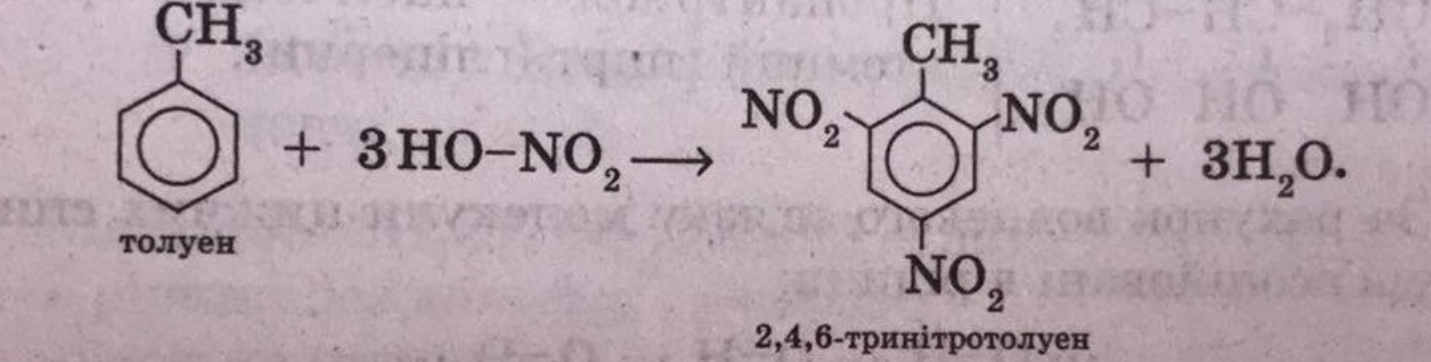 CH₃ CH₃
NO₂ NO₂
+ 3HO–NO₂ → + 3H₂O.
толуен
NO₂
2,4,6-тринітротолуен